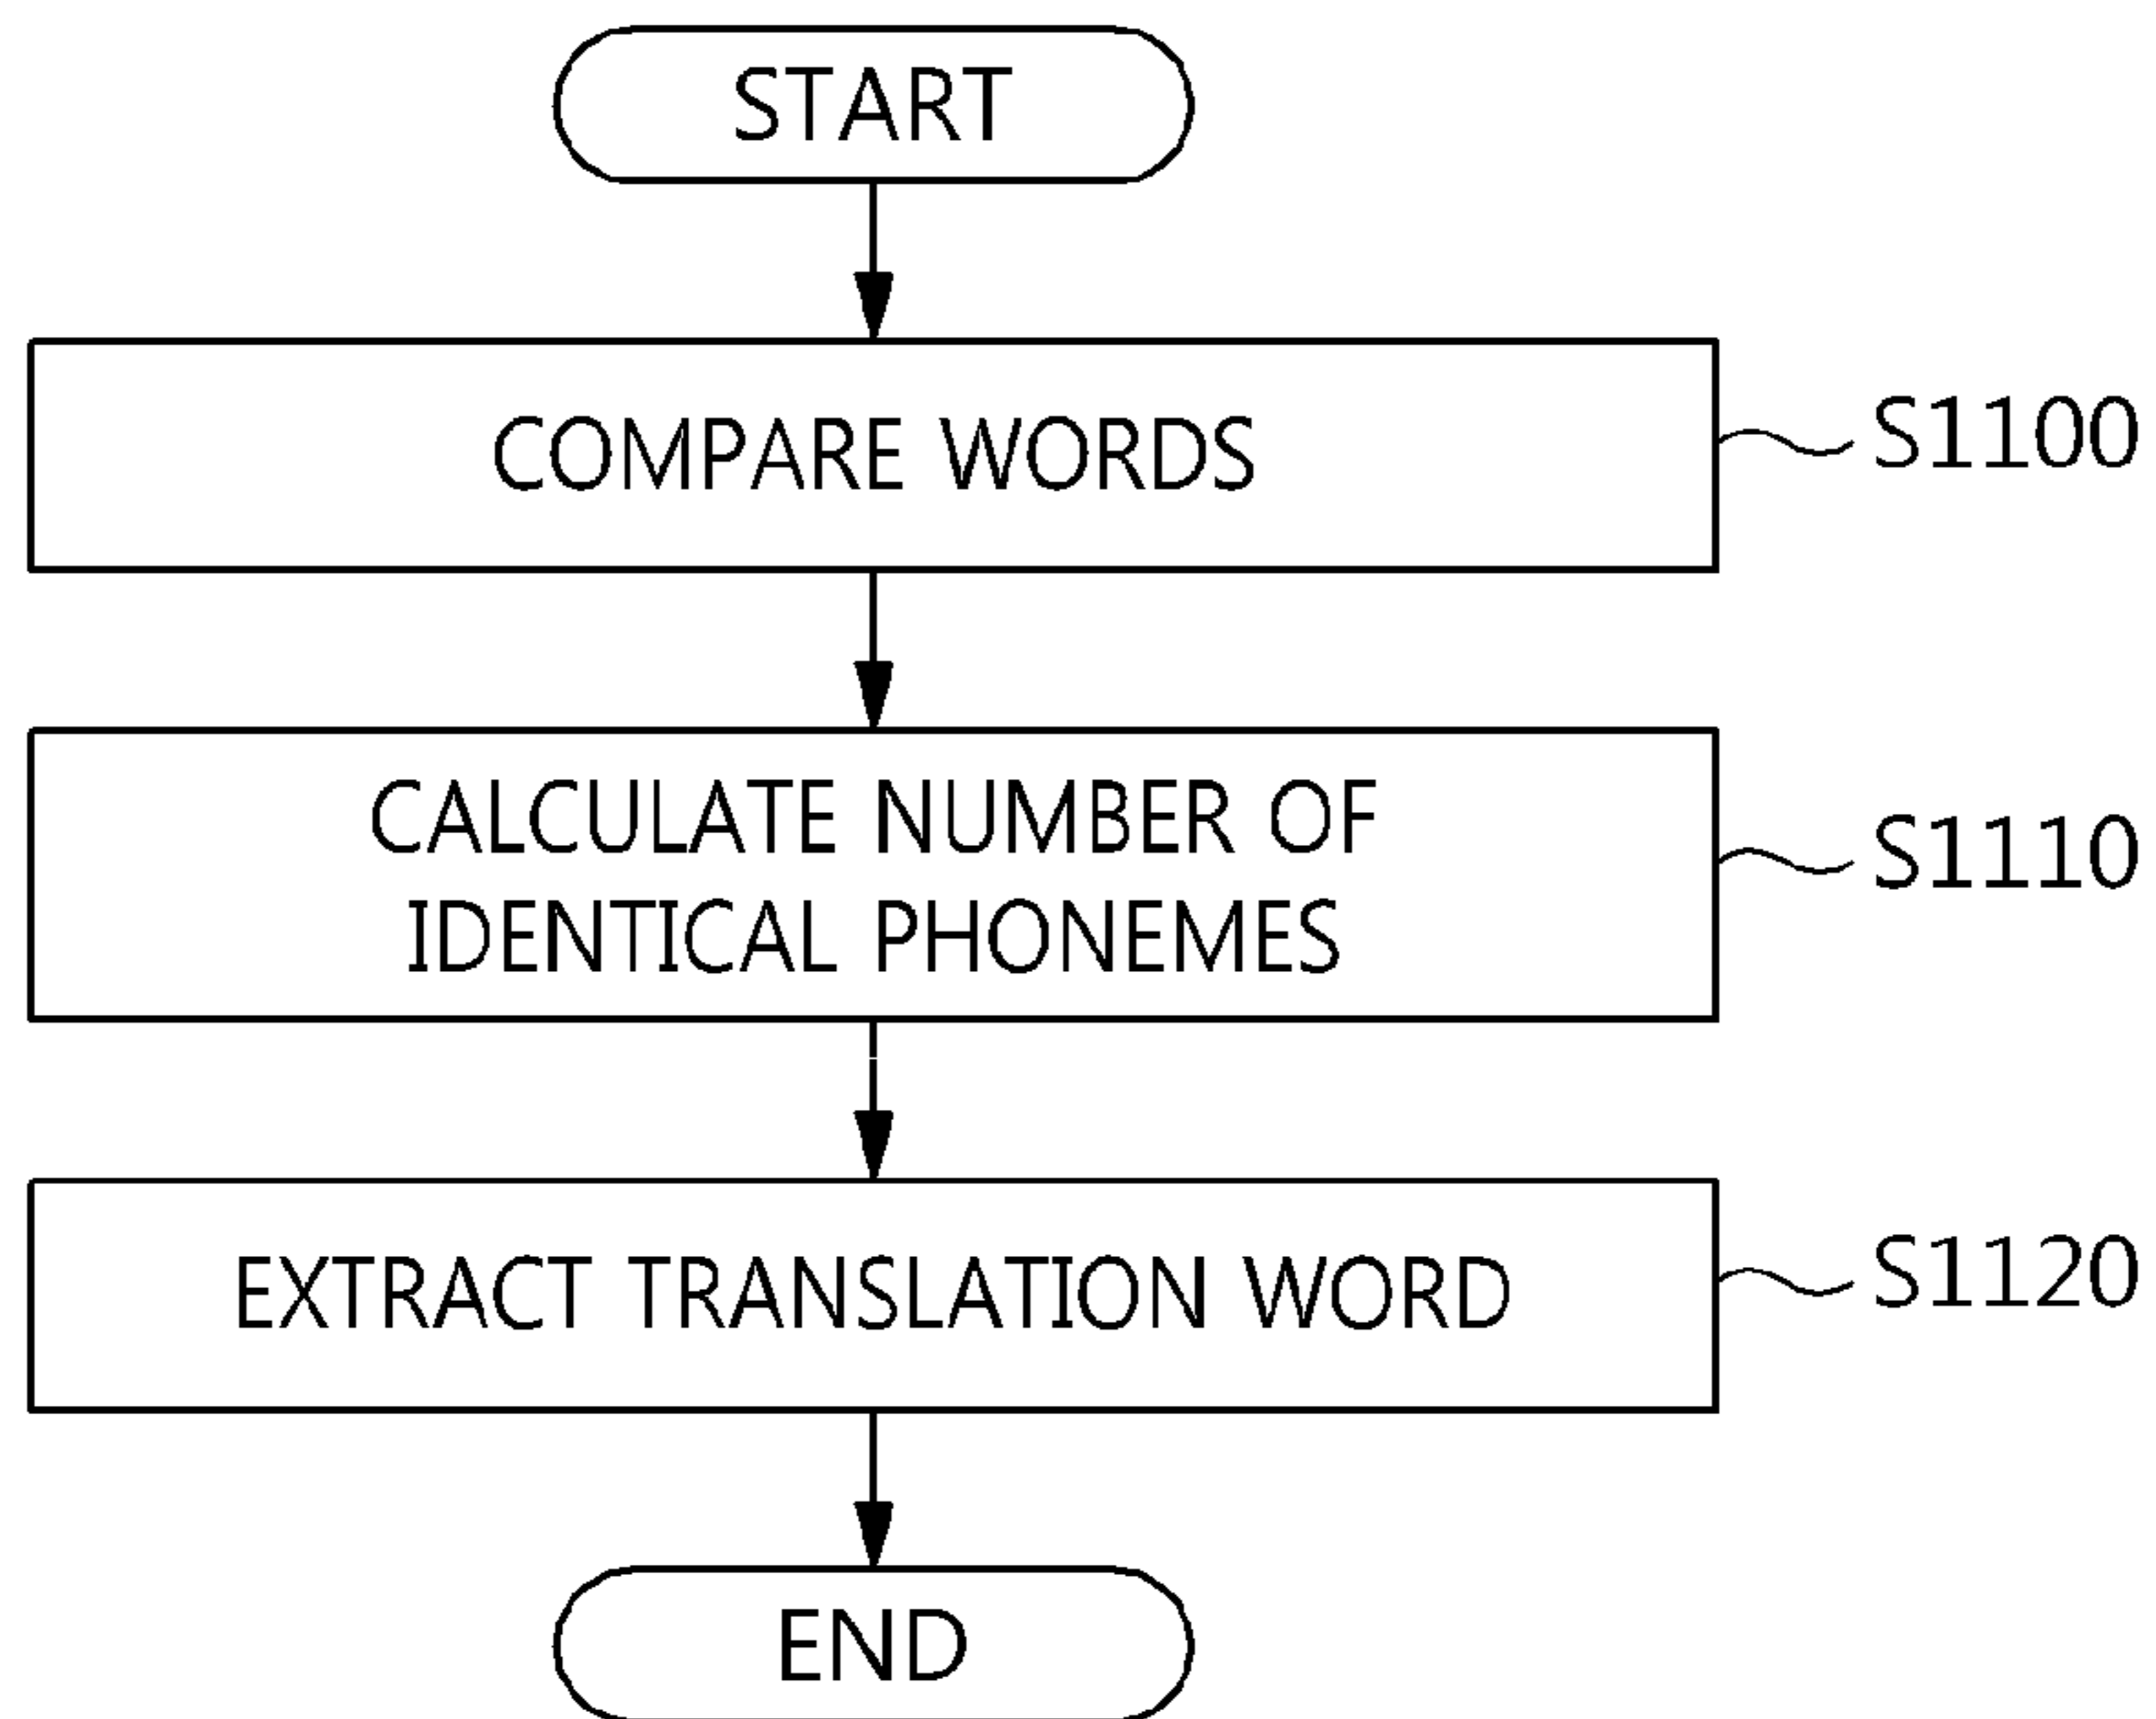 START
COMPARE WORDS
S1100
CALCULATE NUMBER OF
IDENTICAL PHONEMES
S1110
EXTRACT TRANSLATION WORD
S1120
END